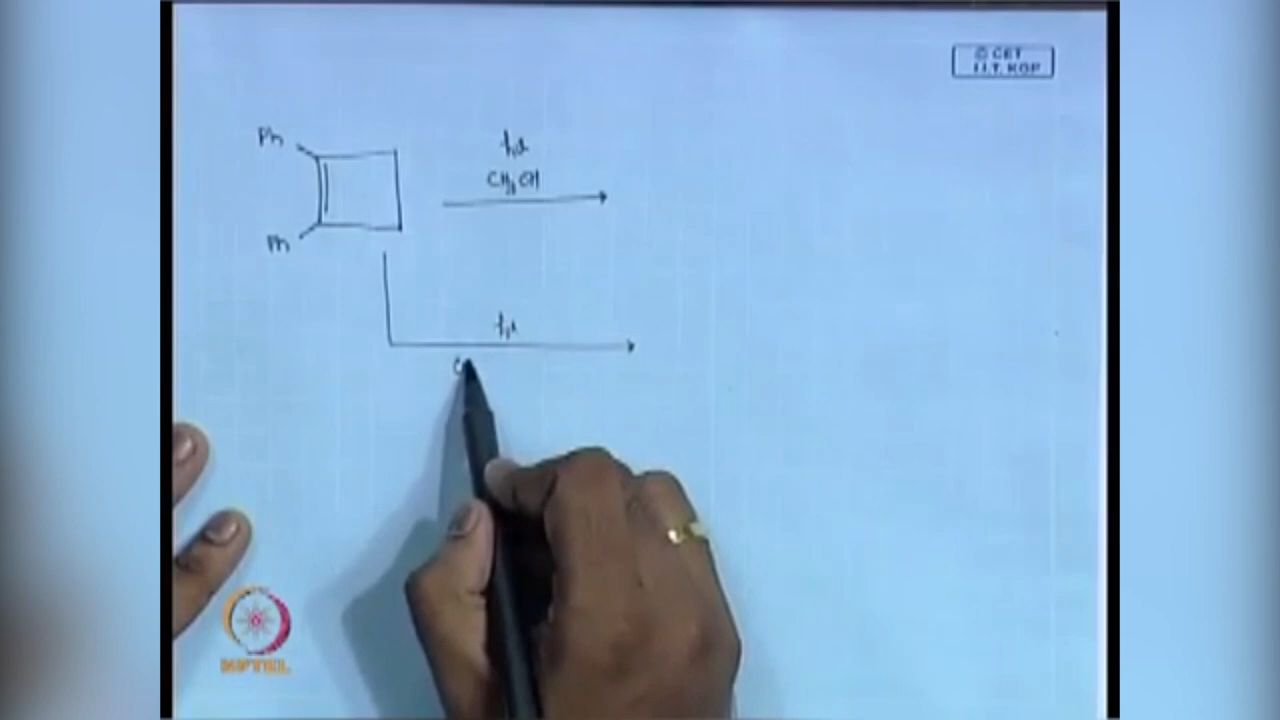 © CET
I.I.T. KGP
Ph
hν
CH₃OH
Ph
hν
NPTEL